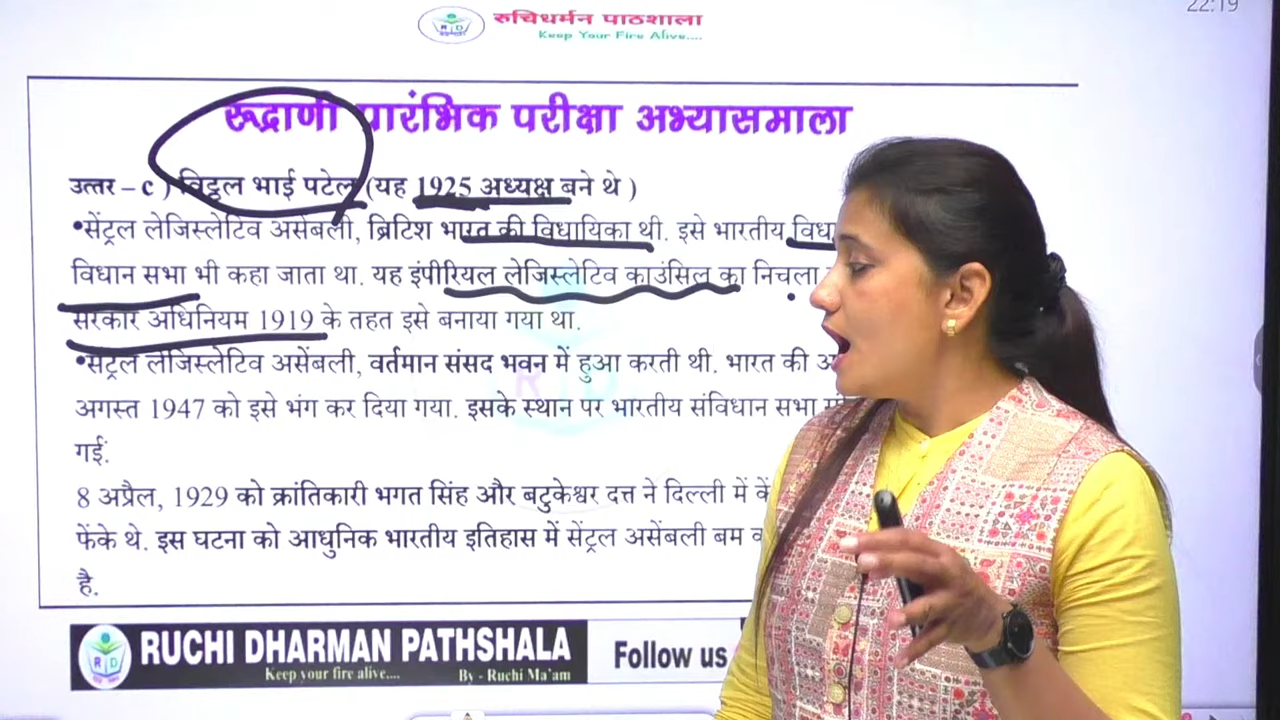 22:19
RD
रुचिधर्मन पाठशाला
Keep Your Fire Alive....
रूद्राणी प्रारंभिक परीक्षा अभ्यासमाला
उत्तर – c ) विठ्ठल भाई पटेल (यह 1925 अध्यक्ष बने थे )
•सेंट्रल लेजिस्लेटिव असेंबली, ब्रिटिश भारत की विधायिका थी. इसे भारतीय
विधान सभा भी कहा जाता था. यह इंपीरियल लेजिस्लेटिव काउंसिल का निचला
सरकार अधिनियम 1919 के तहत इसे बनाया गया था.
•सेंट्रल लेजिस्लेटिव असेंबली, वर्तमान संसद भवन में हुआ करती थी. भारत की
अगस्त 1947 को इसे भंग कर दिया गया. इसके स्थान पर भारतीय संविधान सभा
गईं.
8 अप्रैल, 1929 को क्रांतिकारी भगत सिंह और बटुकेश्वर दत्त ने दिल्ली में
फेंके थे. इस घटना को आधुनिक भारतीय इतिहास में सेंट्रल असेंबली बम
है.
RD
RUCHI DHARMAN PATHSHALA
Keep your fire alive.... By - Ruchi Ma'am
Follow us